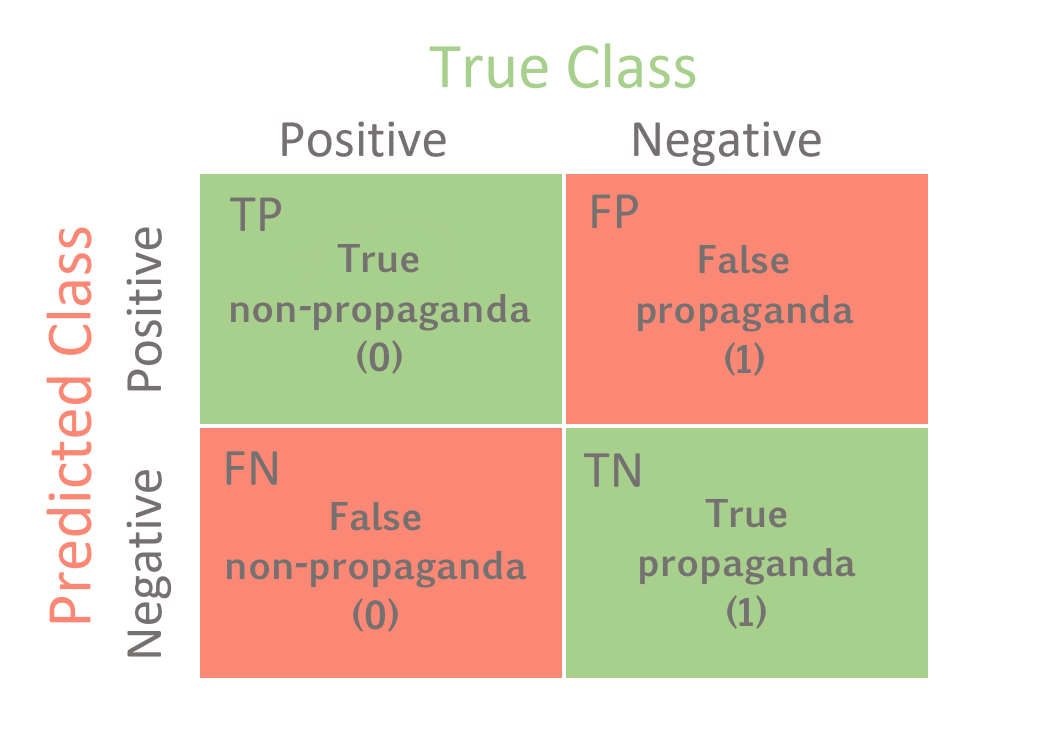 True Class
Positive
Negative
Predicted Class
Positive
TP
True
non-propaganda
(0)
FP
False
propaganda
(1)
Negative
FN
False
non-propaganda
(0)
TN
True
propaganda
(1)